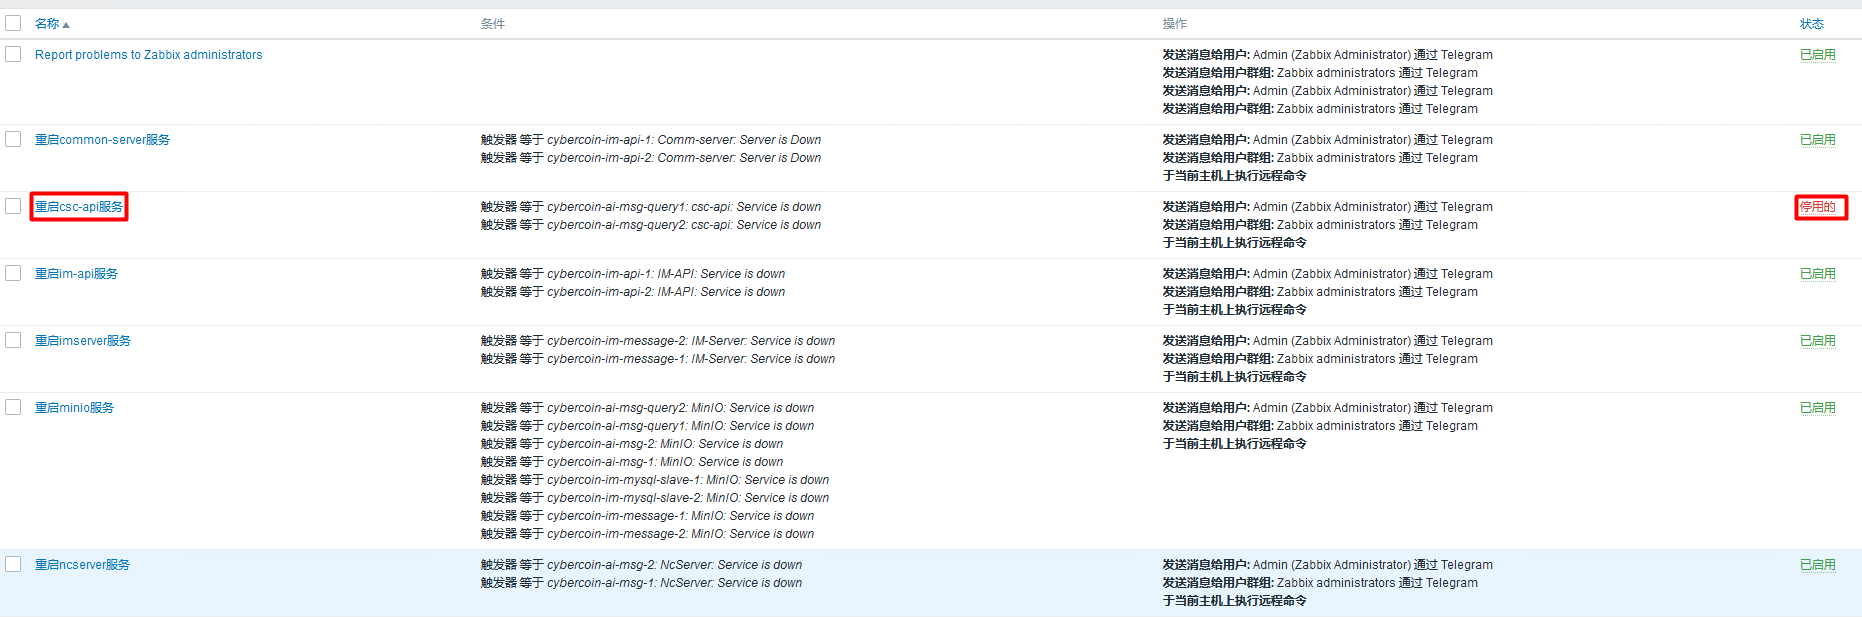 名称▲ 条件 操作 状态
Report problems to Zabbix administrators 发送消息给用户: Admin (Zabbix Administrator) 通过 Telegram 已启用
发送消息给用户群组: Zabbix administrators 通过 Telegram
发送消息给用户: Admin (Zabbix Administrator) 通过 Telegram
发送消息给用户群组: Zabbix administrators 通过 Telegram
重启common-server服务 触发器 等于 cybercoin-im-api-1: Comm-server: Server is Down 发送消息给用户: Admin (Zabbix Administrator) 通过 Telegram 已启用
触发器 等于 cybercoin-im-api-2: Comm-server: Server is Down 发送消息给用户群组: Zabbix administrators 通过 Telegram
于当前主机上执行远程命令
重启csc-api服务 触发器 等于 cybercoin-ai-msg-query1: csc-api: Service is down 发送消息给用户: Admin (Zabbix Administrator) 通过 Telegram 停用的
触发器 等于 cybercoin-ai-msg-query2: csc-api: Service is down 发送消息给用户群组: Zabbix administrators 通过 Telegram
于当前主机上执行远程命令
重启im-api服务 触发器 等于 cybercoin-im-api-1: IM-API: Service is down 发送消息给用户: Admin (Zabbix Administrator) 通过 Telegram 已启用
触发器 等于 cybercoin-im-api-2: IM-API: Service is down 发送消息给用户群组: Zabbix administrators 通过 Telegram
于当前主机上执行远程命令
重启imserver服务 触发器 等于 cybercoin-im-message-2: IM-Server: Service is down 发送消息给用户: Admin (Zabbix Administrator) 通过 Telegram 已启用
触发器 等于 cybercoin-im-message-1: IM-Server: Service is down 发送消息给用户群组: Zabbix administrators 通过 Telegram
于当前主机上执行远程命令
重启minio服务 触发器 等于 cybercoin-ai-msg-query2: MinIO: Service is down 发送消息给用户: Admin (Zabbix Administrator) 通过 Telegram 已启用
触发器 等于 cybercoin-ai-msg-query1: MinIO: Service is down 发送消息给用户群组: Zabbix administrators 通过 Telegram
触发器 等于 cybercoin-ai-msg-2: MinIO: Service is down 于当前主机上执行远程命令
触发器 等于 cybercoin-ai-msg-1: MinIO: Service is down
触发器 等于 cybercoin-im-mysql-slave-1: MinIO: Service is down
触发器 等于 cybercoin-im-mysql-slave-2: MinIO: Service is down
触发器 等于 cybercoin-im-message-1: MinIO: Service is down
触发器 等于 cybercoin-im-message-2: MinIO: Service is down
重启ncserver服务 触发器 等于 cybercoin-ai-msg-2: NcServer: Service is down 发送消息给用户: Admin (Zabbix Administrator) 通过 Telegram 已启用
触发器 等于 cybercoin-ai-msg-1: NcServer: Service is down 发送消息给用户群组: Zabbix administrators 通过 Telegram
于当前主机上执行远程命令